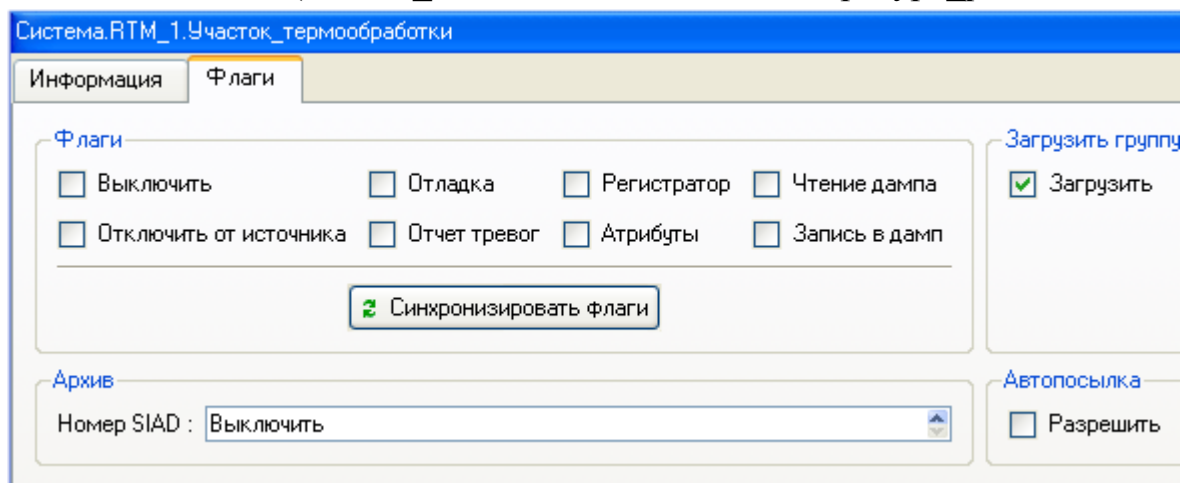 Система.RTM_1.Участок_термообработки
Информация Флаги
Флаги Загрузить группу
Выключить Отладка Регистратор Чтение дампа Загрузить
Отключить от источника Отчет тревог Атрибуты Запись в дамп
Синхронизировать флаги
Архив Автопосылка
Номер SIAD : Выключить Разрешить